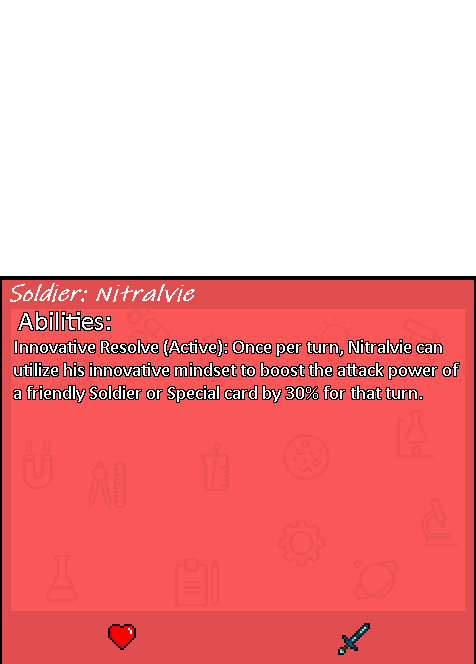 Soldier: Nitralvie
Abilities:
Innovative Resolve (Active): Once per turn, Nitralvie can
utilize his innovative mindset to boost the attack power of
a friendly Soldier or Special card by 30% for that turn.